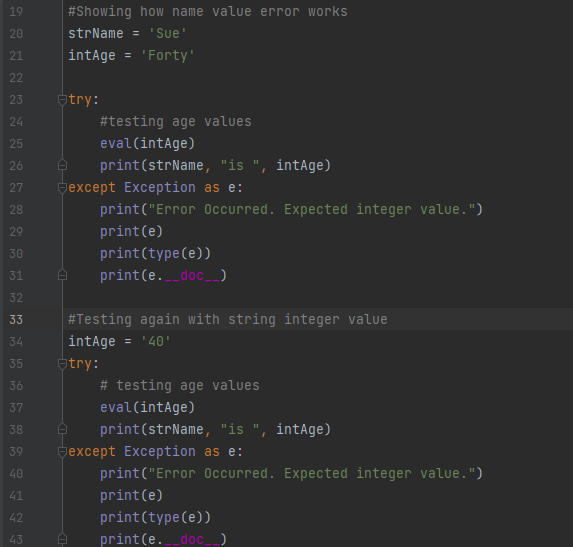 19 #Showing how name value error works
20 strName = 'Sue'
21 intAge = 'Forty'
22
23 try:
24     #testing age values
25     eval(intAge)
26     print(strName, "is ", intAge)
27 except Exception as e:
28     print("Error Occurred. Expected integer value.")
29     print(e)
30     print(type(e))
31     print(e.__doc__)
32
33 #Testing again with string integer value
34 intAge = '40'
35 try:
36     # testing age values
37     eval(intAge)
38     print(strName, "is ", intAge)
39 except Exception as e:
40     print("Error Occurred. Expected integer value.")
41     print(e)
42     print(type(e))
43     print(e.__doc__)